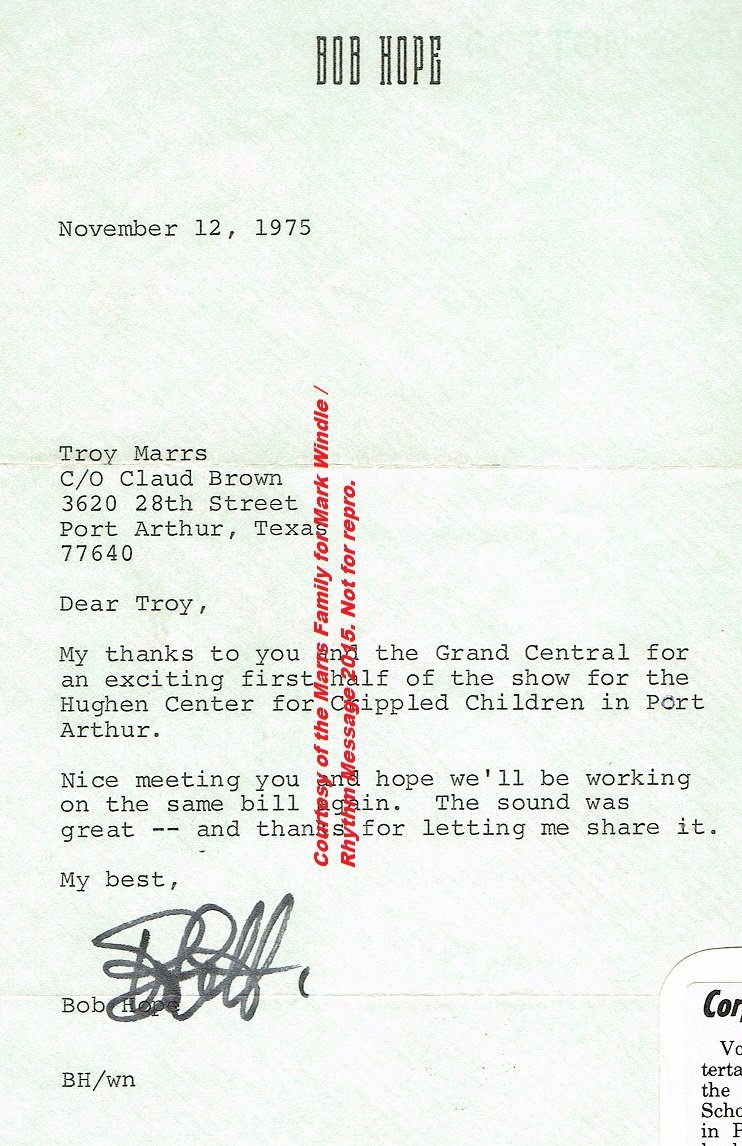 BOB HOPE
November 12, 1975
Troy Marrs
C/O Claud Brown
3620 28th Street
Port Arthur, Texas
77640
Dear Troy,
My thanks to you and the Grand Central for
an exciting first half of the show for the
Hughen Center for Crippled Children in Port
Arthur.
Nice meeting you and hope we'll be working
on the same bill again. The sound was
great -- and thanks for letting me share it.
My best,
Bob Hope
BH/wn
Courtesy of the Marrs Family for Mark Windle /
Rhythm Message 2015. Not for repro.
the
in